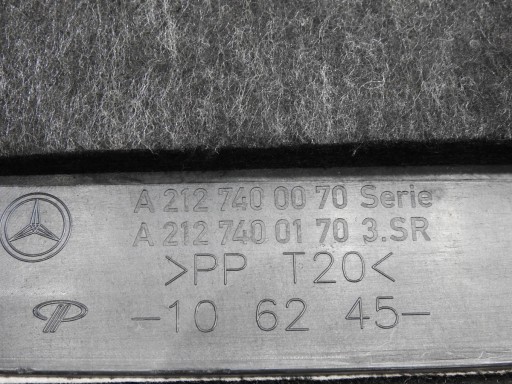 A 212 740 00 70 Serie
A 212 740 01 70 3.SR
>PP T20<
-10 62 45-